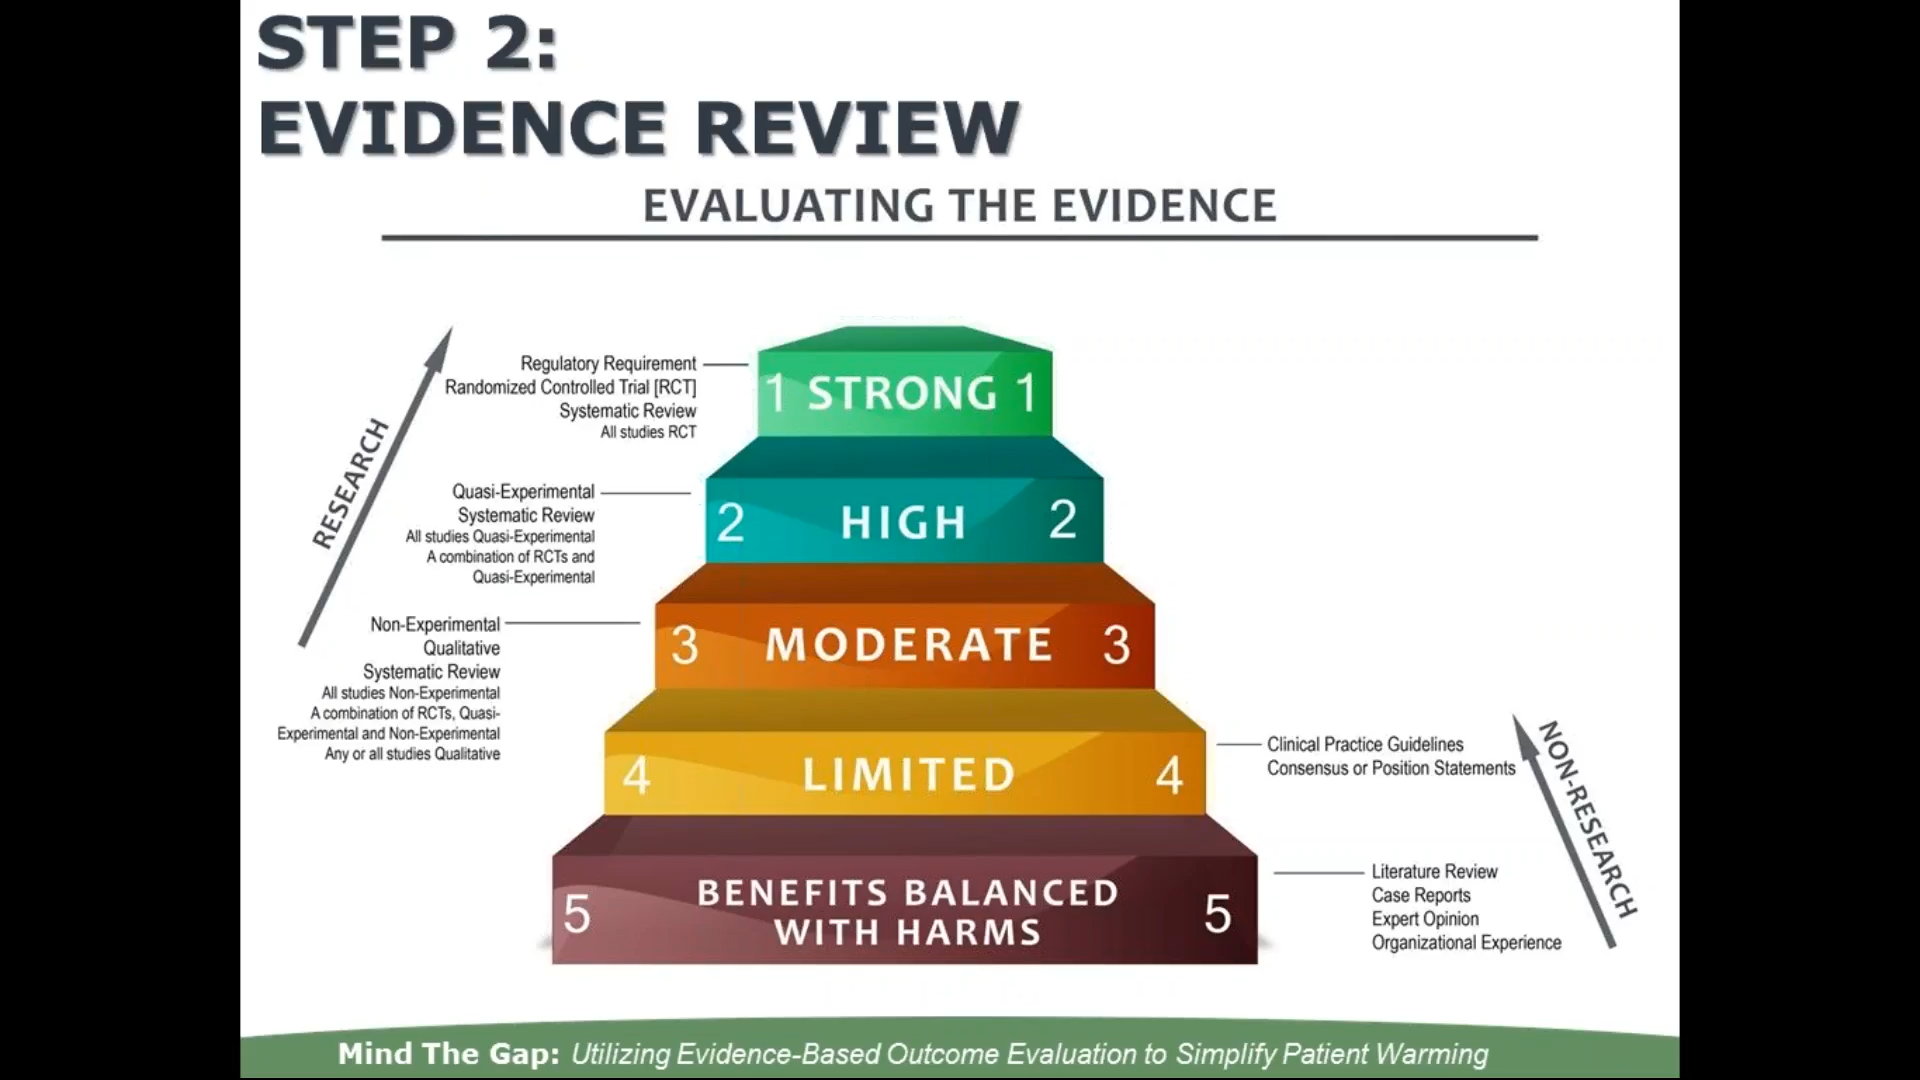 STEP 2:
EVIDENCE REVIEW
EVALUATING THE EVIDENCE
RESEARCH
Regulatory Requirement
Randomized Controlled Trial [RCT]
Systematic Review
All studies RCT
1 STRONG 1
Quasi-Experimental
Systematic Review
All studies Quasi-Experimental
A combination of RCTs and
Quasi-Experimental
2 HIGH 2
Non-Experimental
Qualitative
Systematic Review
All studies Non-Experimental
A combination of RCTs, Quasi-
Experimental and Non-Experimental
Any or all studies Qualitative
3 MODERATE 3
4 LIMITED 4
Clinical Practice Guidelines
Consensus or Position Statements
NON-RESEARCH
5 BENEFITS BALANCED
WITH HARMS 5
Literature Review
Case Reports
Expert Opinion
Organizational Experience
Mind The Gap: Utilizing Evidence-Based Outcome Evaluation to Simplify Patient Warming